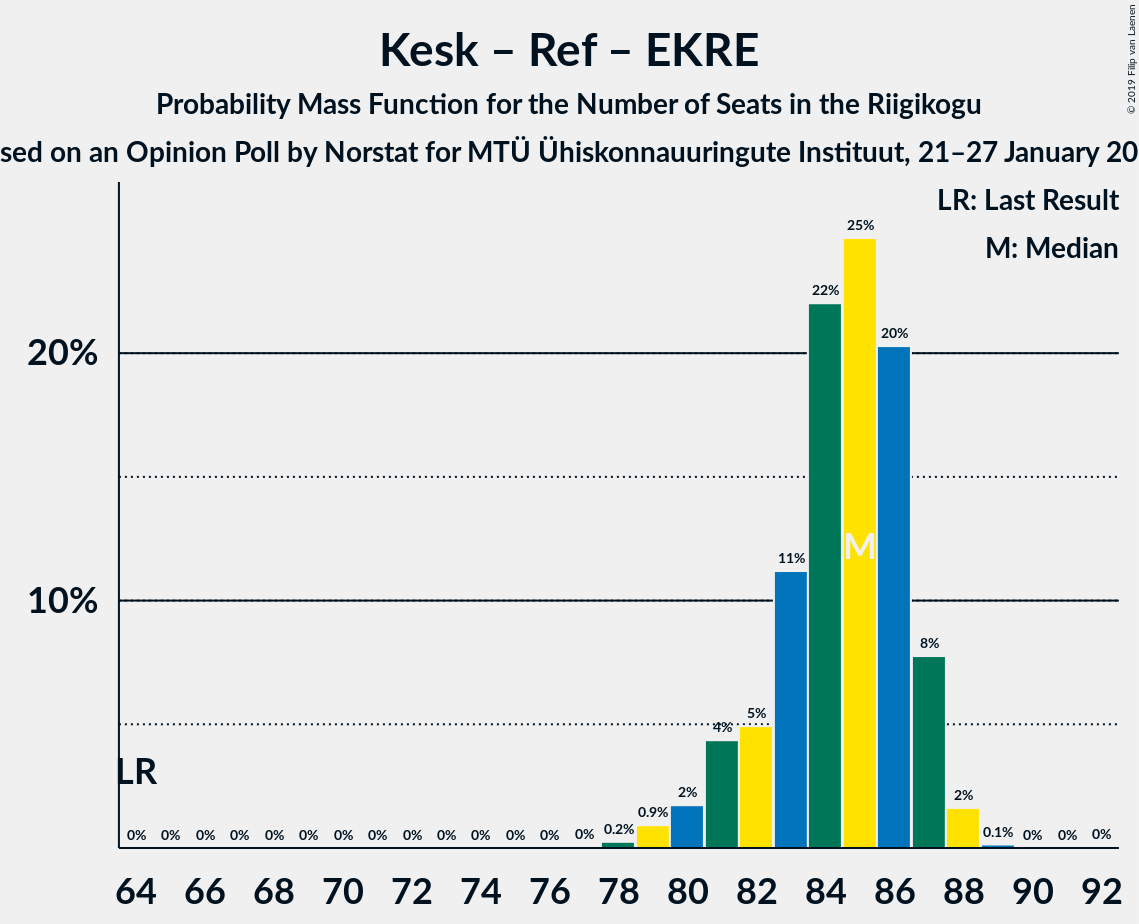 Kesk – Ref – EKRE
Probability Mass Function for the Number of Seats in the Riigikogu
sed on an Opinion Poll by Norstat for MTÜ Ühiskonnauuringute Instituut, 21–27 January 20
© 2019 Filip van Laenen
LR: Last Result
M: Median
25%
22%
20%
20%
M
11%
10%
8%
5%
4%
LR
2%
2%
0.9%
0% 0% 0% 0% 0% 0% 0% 0% 0% 0% 0% 0% 0% 0% 0.2% 0.1% 0% 0% 0%
64 66 68 70 72 74 76 78 80 82 84 86 88 90 92